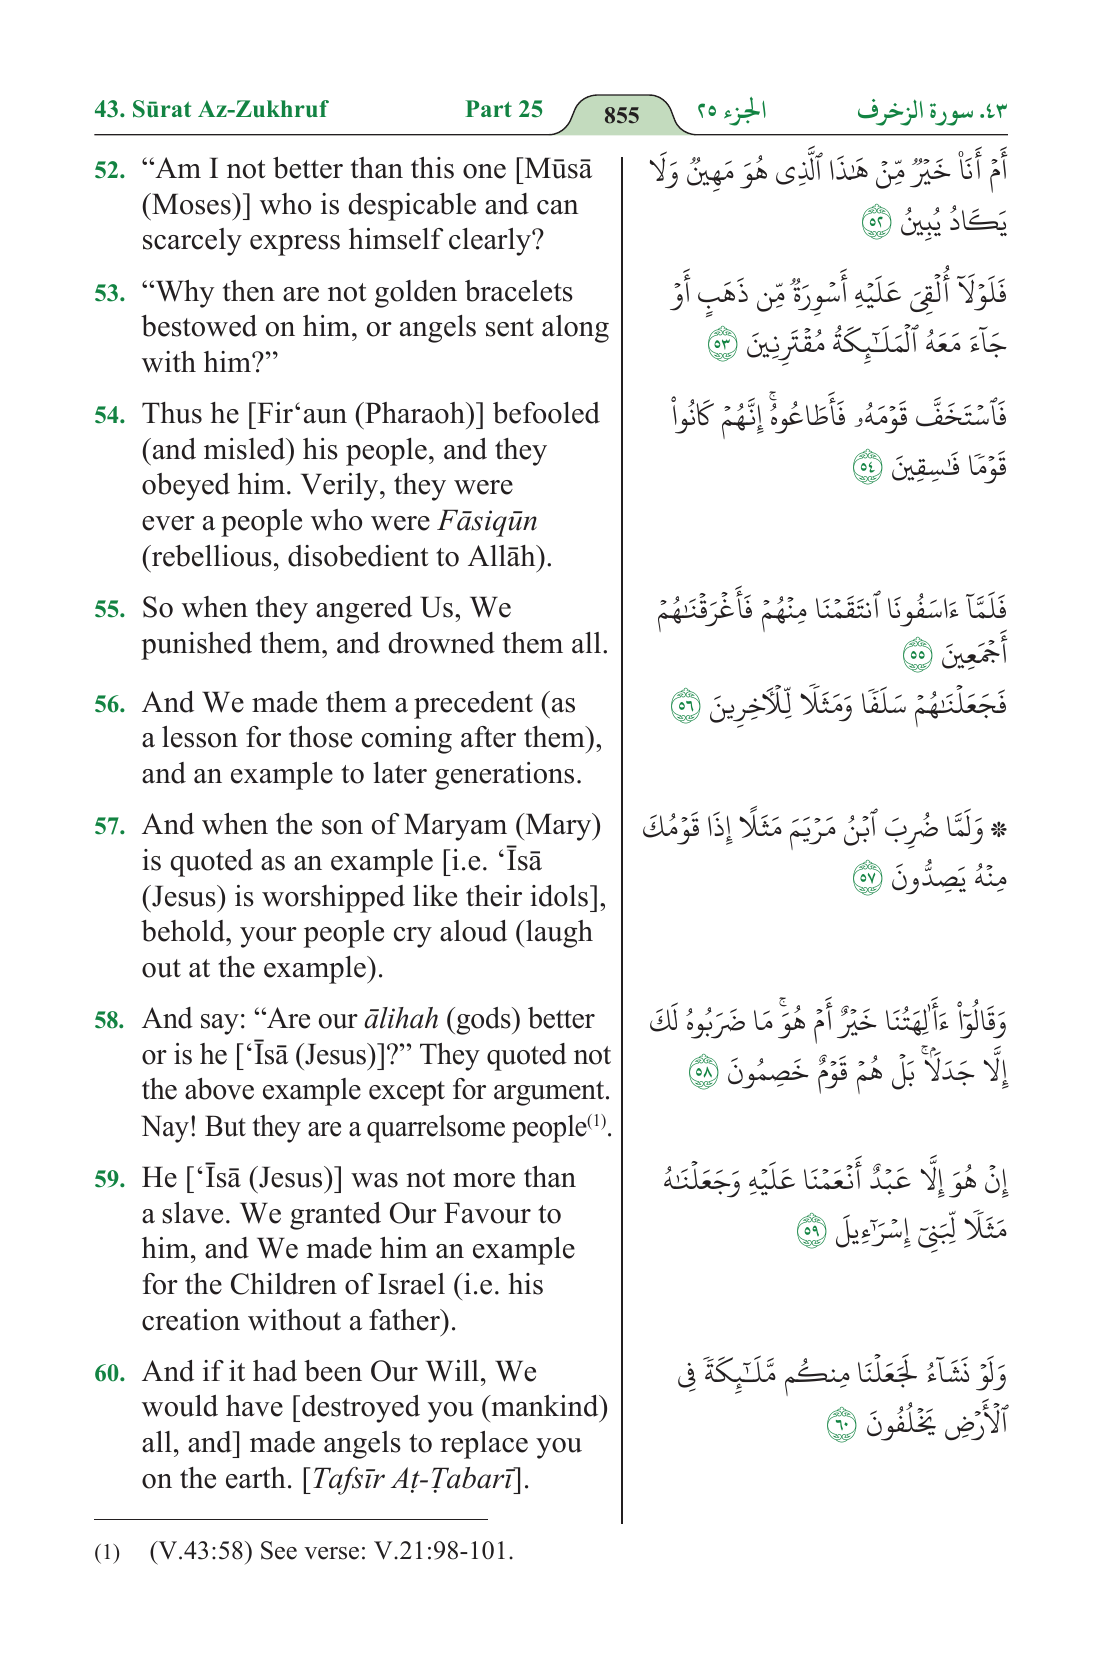 43. Sūrat Az-Zukhruf Part 25 855 الجزء ٢٥ ٤٣. سورة الزخرف
52. “Am I not better than this one [Mūsā
(Moses)] who is despicable and can
scarcely express himself clearly?
53. “Why then are not golden bracelets
bestowed on him, or angels sent along
with him?”
54. Thus he [Fir‘aun (Pharaoh)] befooled
(and misled) his people, and they
obeyed him. Verily, they were
ever a people who were Fāsiqūn
(rebellious, disobedient to Allāh).
55. So when they angered Us, We
punished them, and drowned them all.
56. And We made them a precedent (as
a lesson for those coming after them),
and an example to later generations.
57. And when the son of Maryam (Mary)
is quoted as an example [i.e. ‘Īsā
(Jesus) is worshipped like their idols],
behold, your people cry aloud (laugh
out at the example).
58. And say: “Are our ālihah (gods) better
or is he [‘Īsā (Jesus)]?” They quoted not
the above example except for argument.
Nay! But they are a quarrelsome people(1).
59. He [‘Īsā (Jesus)] was not more than
a slave. We granted Our Favour to
him, and We made him an example
for the Children of Israel (i.e. his
creation without a father).
60. And if it had been Our Will, We
would have [destroyed you (mankind)
all, and] made angels to replace you
on the earth. [Tafsīr Aṭ-Ṭabarī].
أَمْ أَنَا۠ خَيْرٌ مِّنْ هَـٰذَا ٱلَّذِى هُوَ مَهِينٌ وَلَا
يَكَادُ يُبِينُ ٥٢
فَلَوْلَآ أُلْقِىَ عَلَيْهِ أَسْوِرَةٌ مِّن ذَهَبٍ أَوْ
جَآءَ مَعَهُ ٱلْمَلَـٰٓئِكَةُ مُقْتَرِنِينَ ٥٣
فَٱسْتَخَفَّ قَوْمَهُۥ فَأَطَاعُوهُ ۚ إِنَّهُمْ كَانُوا۟
قَوْمًا فَـٰسِقِينَ ٥٤
فَلَمَّآ ءَاسَفُونَا ٱنتَقَمْنَا مِنْهُمْ فَأَغْرَقْنَـٰهُمْ
أَجْمَعِينَ ٥٥
فَجَعَلْنَـٰهُمْ سَلَفًا وَمَثَلًا لِّلْـَٔاخِرِينَ ٥٦
* وَلَمَّا ضُرِبَ ٱبْنُ مَرْيَمَ مَثَلًا إِذَا قَوْمُكَ
مِنْهُ يَصِدُّونَ ٥٧
وَقَالُوٓا۟ ءَأَـٰلِهَتُنَا خَيْرٌ أَمْ هُوَ ۚ مَا ضَرَبُوهُ لَكَ
إِلَّا جَدَلًۢا ۚ بَلْ هُمْ قَوْمٌ خَصِمُونَ ٥٨
إِنْ هُوَ إِلَّا عَبْدٌ أَنْعَمْنَا عَلَيْهِ وَجَعَلْنَـٰهُ
مَثَلًا لِّبَنِىٓ إِسْرَٰٓءِيلَ ٥٩
وَلَوْ نَشَآءُ لَجَعَلْنَا مِنكُم مَّلَـٰٓئِكَةً فِى
ٱلْأَرْضِ يَخْلُفُونَ ٦٠
(1) (V.43:58) See verse: V.21:98-101.